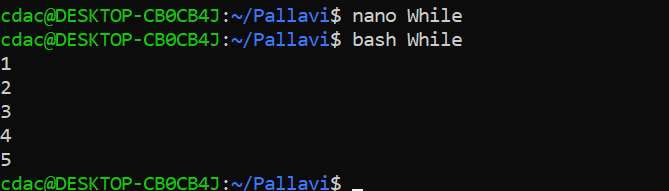 cdac@DESKTOP-CB0CB4J:~/Pallavi$ nano While
cdac@DESKTOP-CB0CB4J:~/Pallavi$ bash While
1
2
3
4
5
cdac@DESKTOP-CB0CB4J:~/Pallavi$